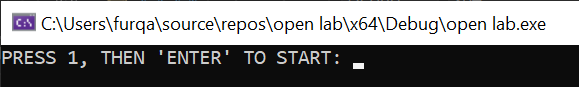 C:\Users\furqa\source\repos\open lab\x64\Debug\open lab.exe
PRESS 1, THEN 'ENTER' TO START: